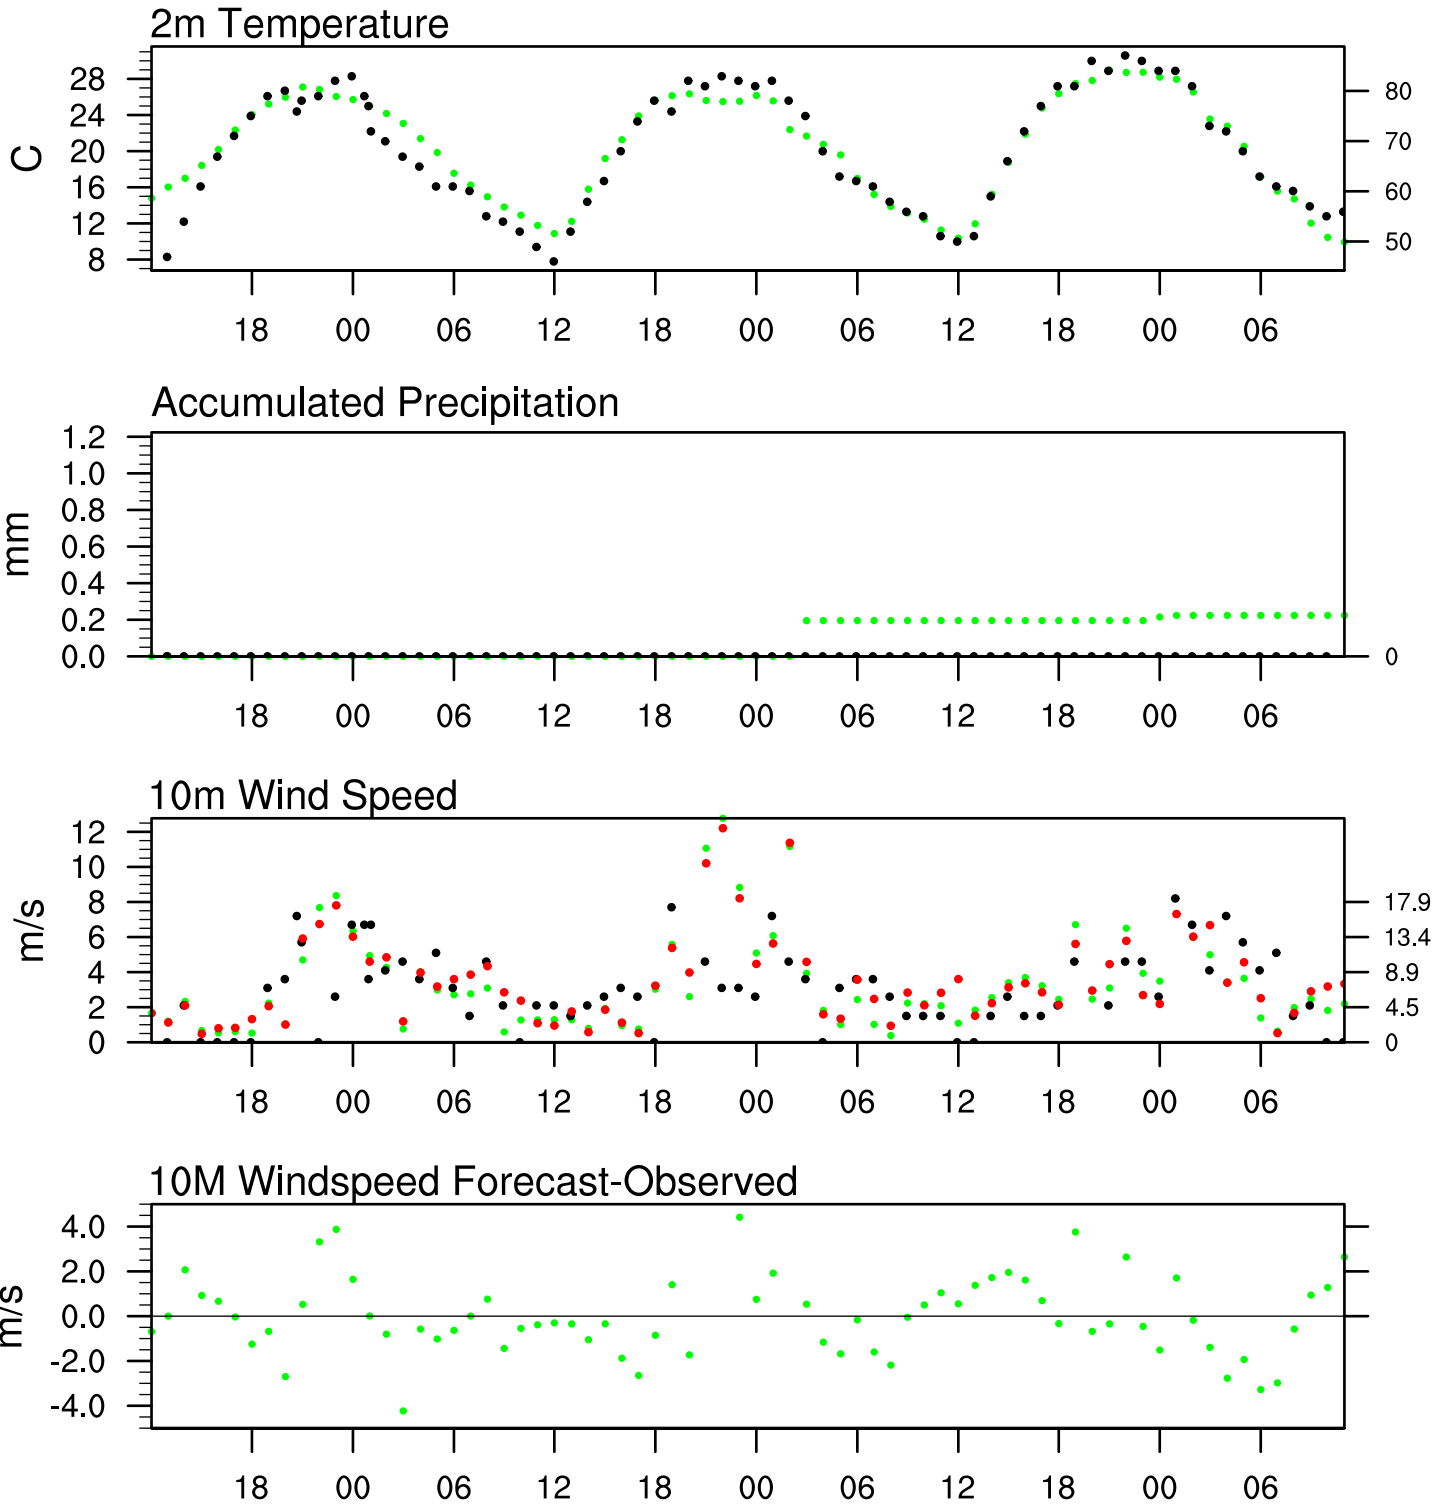 2m Temperature
C
28
24
20
16
12
8
80
70
60
50
18 00 06 12 18 00 06 12 18 00 06
Accumulated Precipitation
mm
1.2
1.0
0.8
0.6
0.4
0.2
0.0
0
18 00 06 12 18 00 06 12 18 00 06
10m Wind Speed
m/s
12
10
8
6
4
2
0
17.9
13.4
8.9
4.5
0
18 00 06 12 18 00 06 12 18 00 06
10M Windspeed Forecast-Observed
m/s
4.0
2.0
0.0
-2.0
-4.0
18 00 06 12 18 00 06 12 18 00 06